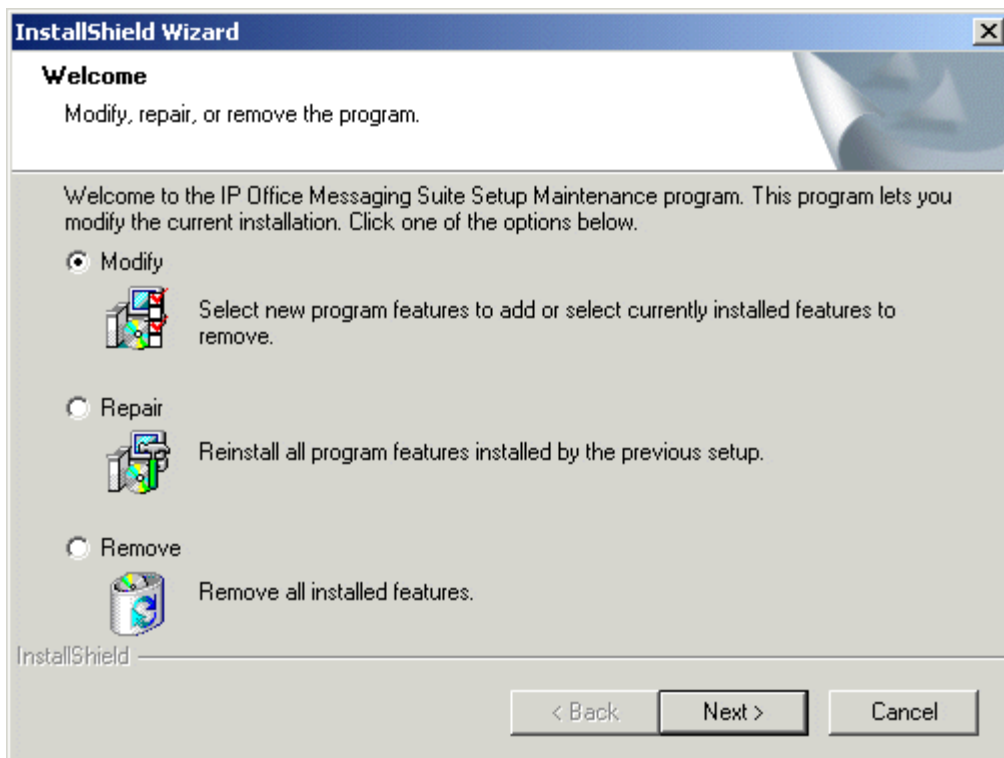 InstallShield Wizard
Welcome
Modify, repair, or remove the program.
Welcome to the IP Office Messaging Suite Setup Maintenance program. This program lets you
modify the current installation. Click one of the options below.
Modify
Select new program features to add or select currently installed features to
remove.
Repair
Reinstall all program features installed by the previous setup.
Remove
Remove all installed features.
InstallShield
< Back
Next >
Cancel